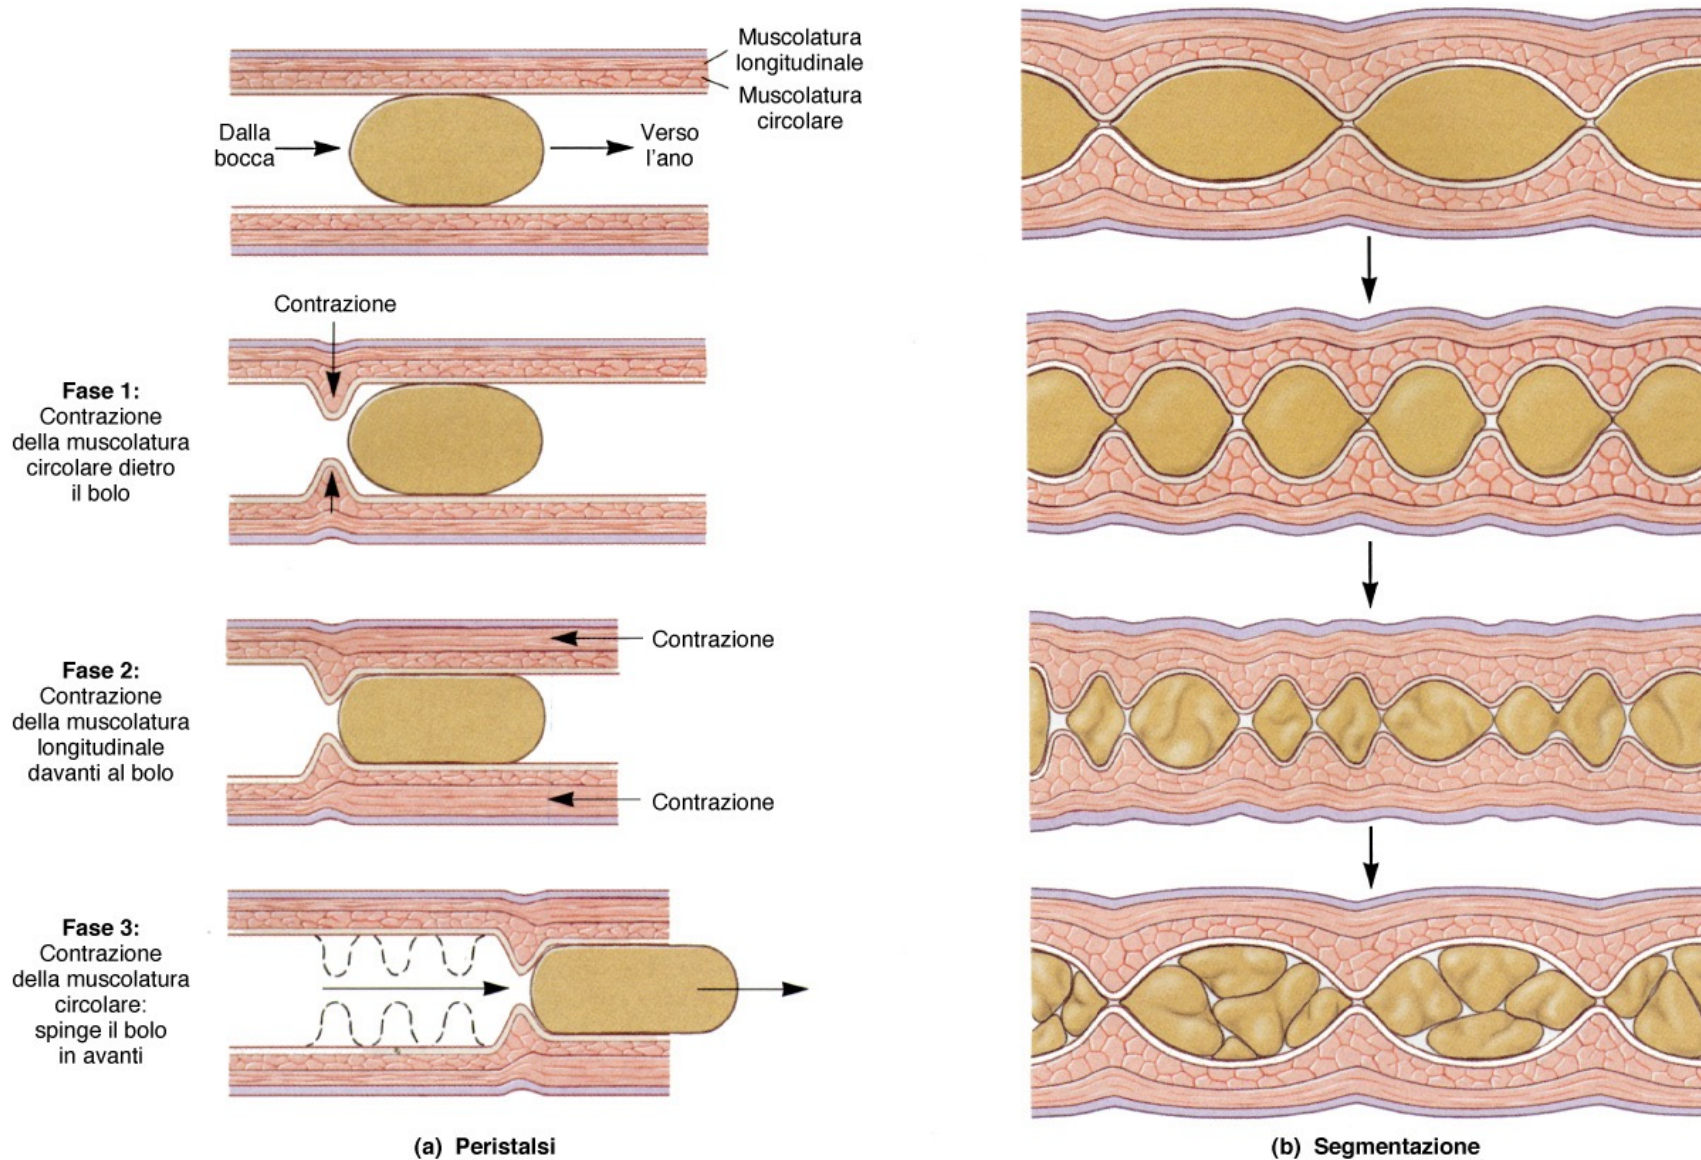 Muscolatura
longitudinale
Muscolatura
circolare
Dalla
bocca
Verso
l'ano
Contrazione
Fase 1:
Contrazione
della muscolatura
circolare dietro
il bolo
Fase 2:
Contrazione
della muscolatura
longitudinale
davanti al bolo
Contrazione
Contrazione
Fase 3:
Contrazione
della muscolatura
circolare:
spinge il bolo
in avanti
(a) Peristalsi
(b) Segmentazione